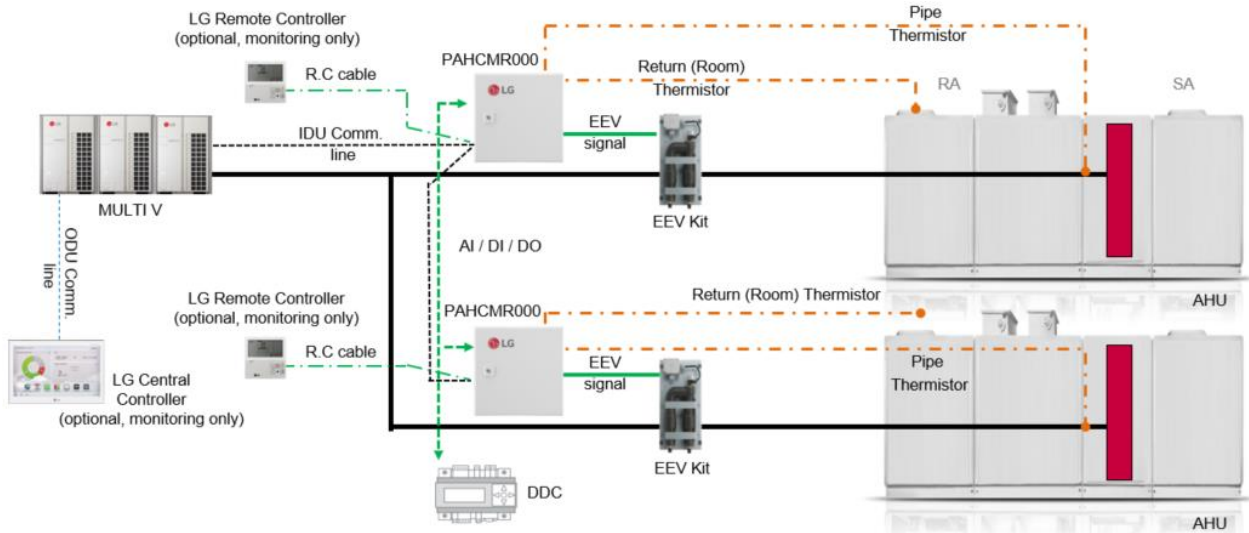 LG Remote Controller
(optional, monitoring only)
R.C cable
PAHCMR000
LG
Pipe
Thermistor
Return (Room)
Thermistor
RA
SA
IDU Comm.
line
EEV
signal
MULTI V
EEV Kit
ODU Comm.
line
AI / DI / DO
AHU
LG Remote Controller
(optional, monitoring only)
R.C cable
PAHCMR000
LG
Return (Room) Thermistor
EEV
signal
Pipe
Thermistor
LG Central
Controller
(optional, monitoring only)
EEV Kit
DDC
AHU